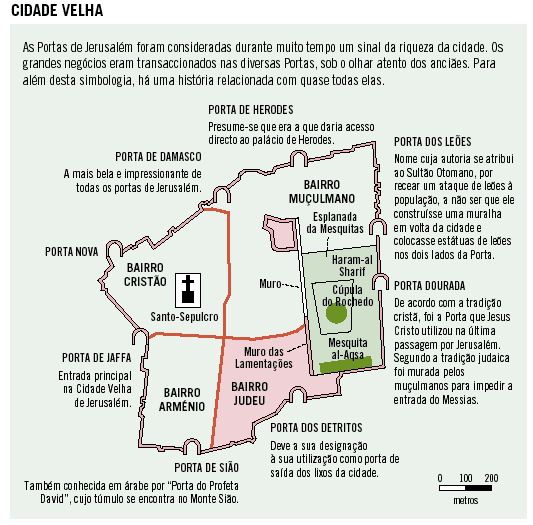 CIDADE VELHA
As Portas de Jerusalém foram consideradas durante muito tempo um sinal da riqueza da cidade. Os
grandes negócios eram transaccionados nas diversas Portas, sob o olhar atento dos anciães. Para
além desta simbologia, há uma história relacionada com quase todas elas.
PORTA DE HERODES
Presume-se que era a que daria acesso
directo ao palácio de Herodes.
PORTA DE DAMASCO
A mais bela e impressionante de
todas os portas de Jerusalém.
PORTA DOS LEÕES
Nome cuja autoria se atribui
ao Sultão Otomano, por
recear um ataque de leões à
população, a não ser que ele
construísse uma muralha
em volta da cidade e
colocasse estátuas de leões
nos dois lados da Porta.
BAIRRO
MUÇULMANO
Esplanada
da Mesquitas
PORTA NOVA
BAIRRO
CRISTÃO
Haram-al
Sharif
Muro
Cúpula
do Rochedo
Santo-Sepulcro
PORTA DOURADA
De acordo com a tradição
cristã, foi a Porta que Jesus
Cristo utilizou na última
passagem por Jerusalém.
Segundo a tradição judaica
foi murada pelos
muçulmanos para impedir a
entrada do Messias.
Mesquita
al-Aqsa
Muro das
Lamentações
PORTA DE JAFFA
Entrada principal
na Cidade Velha
de Jerusalém.
BAIRRO
ARMÉNIO
BAIRRO
JUDEU
PORTA DOS DETRITOS
Deve a sua designação
à sua utilização como porta de
saída dos lixos da cidade.
PORTA DE SIÃO
Também conhecida em árabe por “Porta do Profeta
David”, cujo túmulo se encontra no Monte Sião.
0 100 200
metros